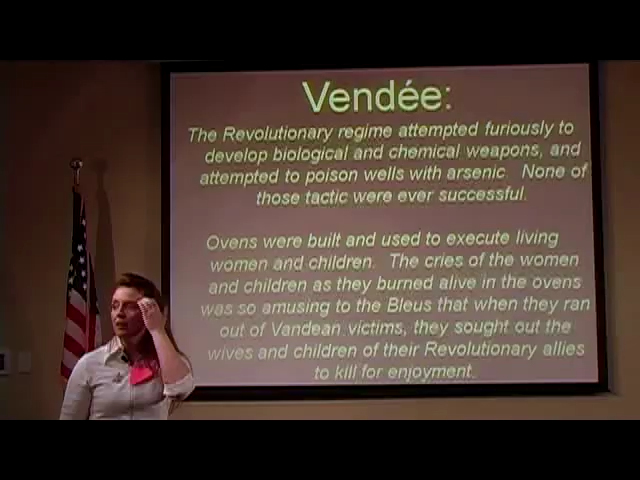 Vendée:
The Revolutionary regime attempted furiously to
develop biological and chemical weapons, and
attempted to poison wells with arsenic. None of
those tactic were ever successful.
Ovens were built and used to execute living
women and children. The cries of the women
and children as they burned alive in the ovens
was so amusing to the Bleus that when they ran
out of Vandean victims, they sought out the
wives and children of their Revolutionary allies
to kill for enjoyment.